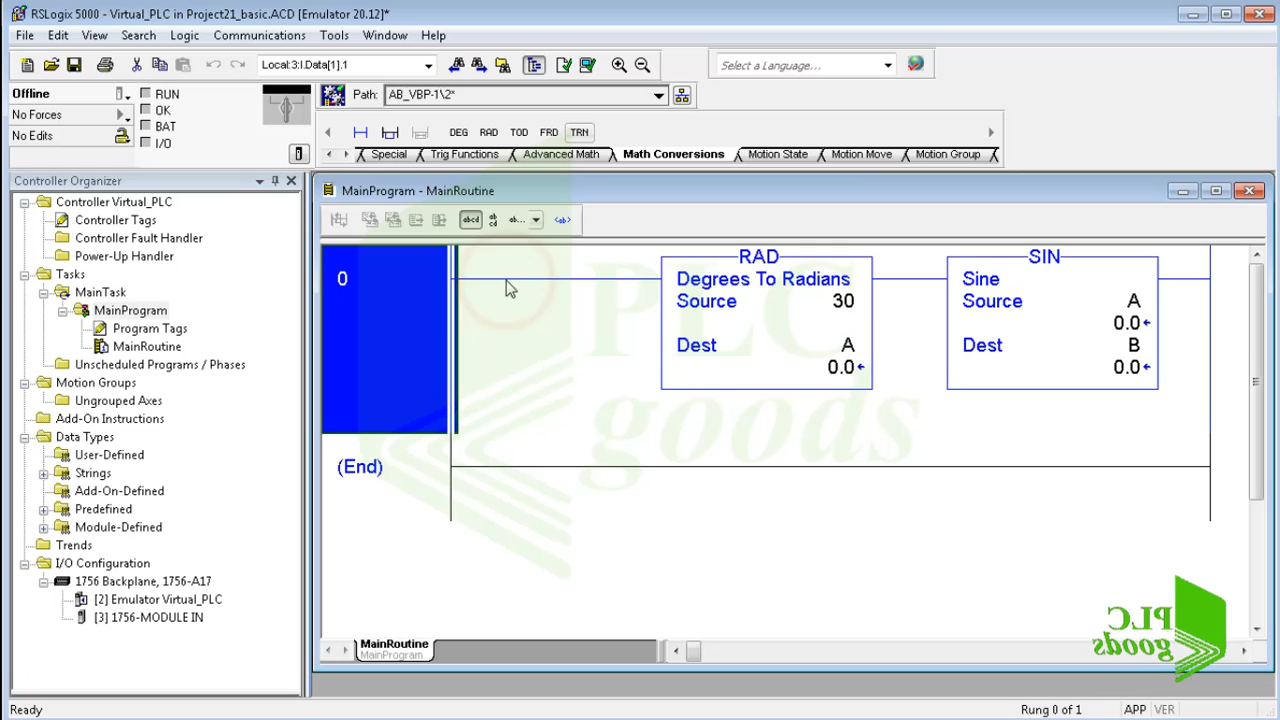 RSLogix 5000 - Virtual_PLC in Project21_basic.ACD [Emulator 20.12]*
File Edit View Search Logic Communications Tools Window Help
Local:3:I.Data[1].1
Select a Language...
Offline RUN
No Forces OK
No Edits BAT
I/O
Path: AB_VBP-1\2*
DEG RAD TOD FRD TRN
Special Trig Functions Advanced Math Math Conversions Motion State Motion Move Motion Group
Controller Organizer
Controller Virtual_PLC
Controller Tags
Controller Fault Handler
Power-Up Handler
Tasks
MainTask
MainProgram
Program Tags
MainRoutine
Unscheduled Programs / Phases
Motion Groups
Ungrouped Axes
Add-On Instructions
Data Types
User-Defined
Strings
Add-On-Defined
Predefined
Module-Defined
Trends
I/O Configuration
1756 Backplane, 1756-A17
[2] Emulator Virtual_PLC
[3] 1756-MODULE IN
MainProgram - MainRoutine
abcd ab cd ab... <ab>
0
RAD
Degrees To Radians
Source 30
Dest A
0.0
SIN
Sine
Source A
0.0
Dest B
0.0
(End)
PLC
goods
MainRoutine
MainProgram
PLC
goods
Ready
Rung 0 of 1 APP VER